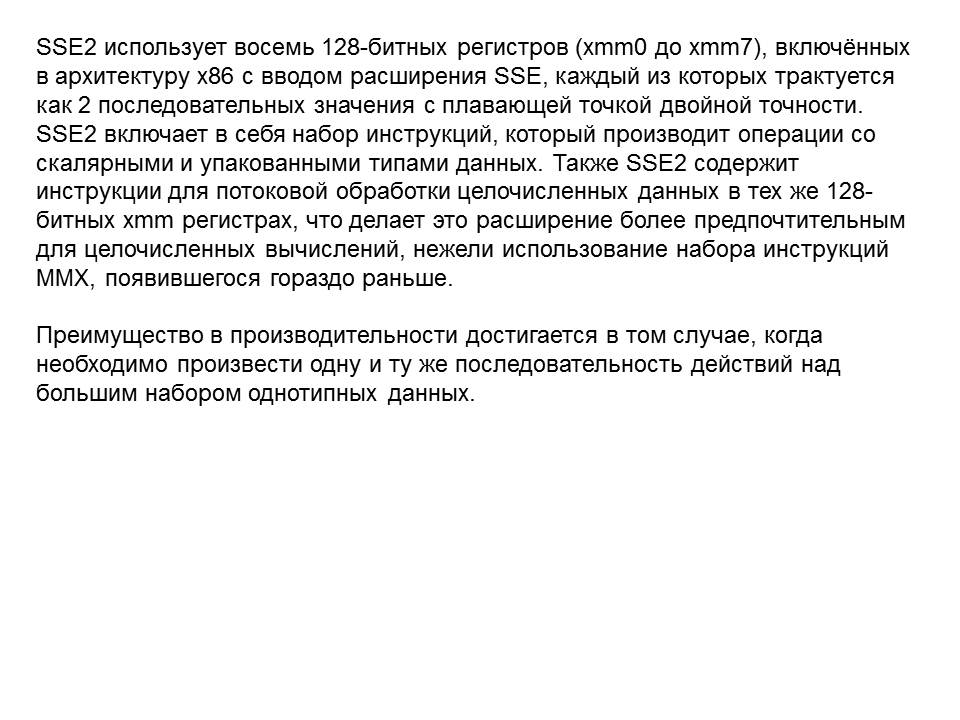 SSE2 использует восемь 128-битных регистров (xmm0 до xmm7), включённых
в архитектуру x86 с вводом расширения SSE, каждый из которых трактуется
как 2 последовательных значения с плавающей точкой двойной точности.
SSE2 включает в себя набор инструкций, который производит операции со
скалярными и упакованными типами данных. Также SSE2 содержит
инструкции для потоковой обработки целочисленных данных в тех же 128-
битных xmm регистрах, что делает это расширение более предпочтительным
для целочисленных вычислений, нежели использование набора инструкций
MMX, появившегося гораздо раньше.

Преимущество в производительности достигается в том случае, когда
необходимо произвести одну и ту же последовательность действий над
большим набором однотипных данных.